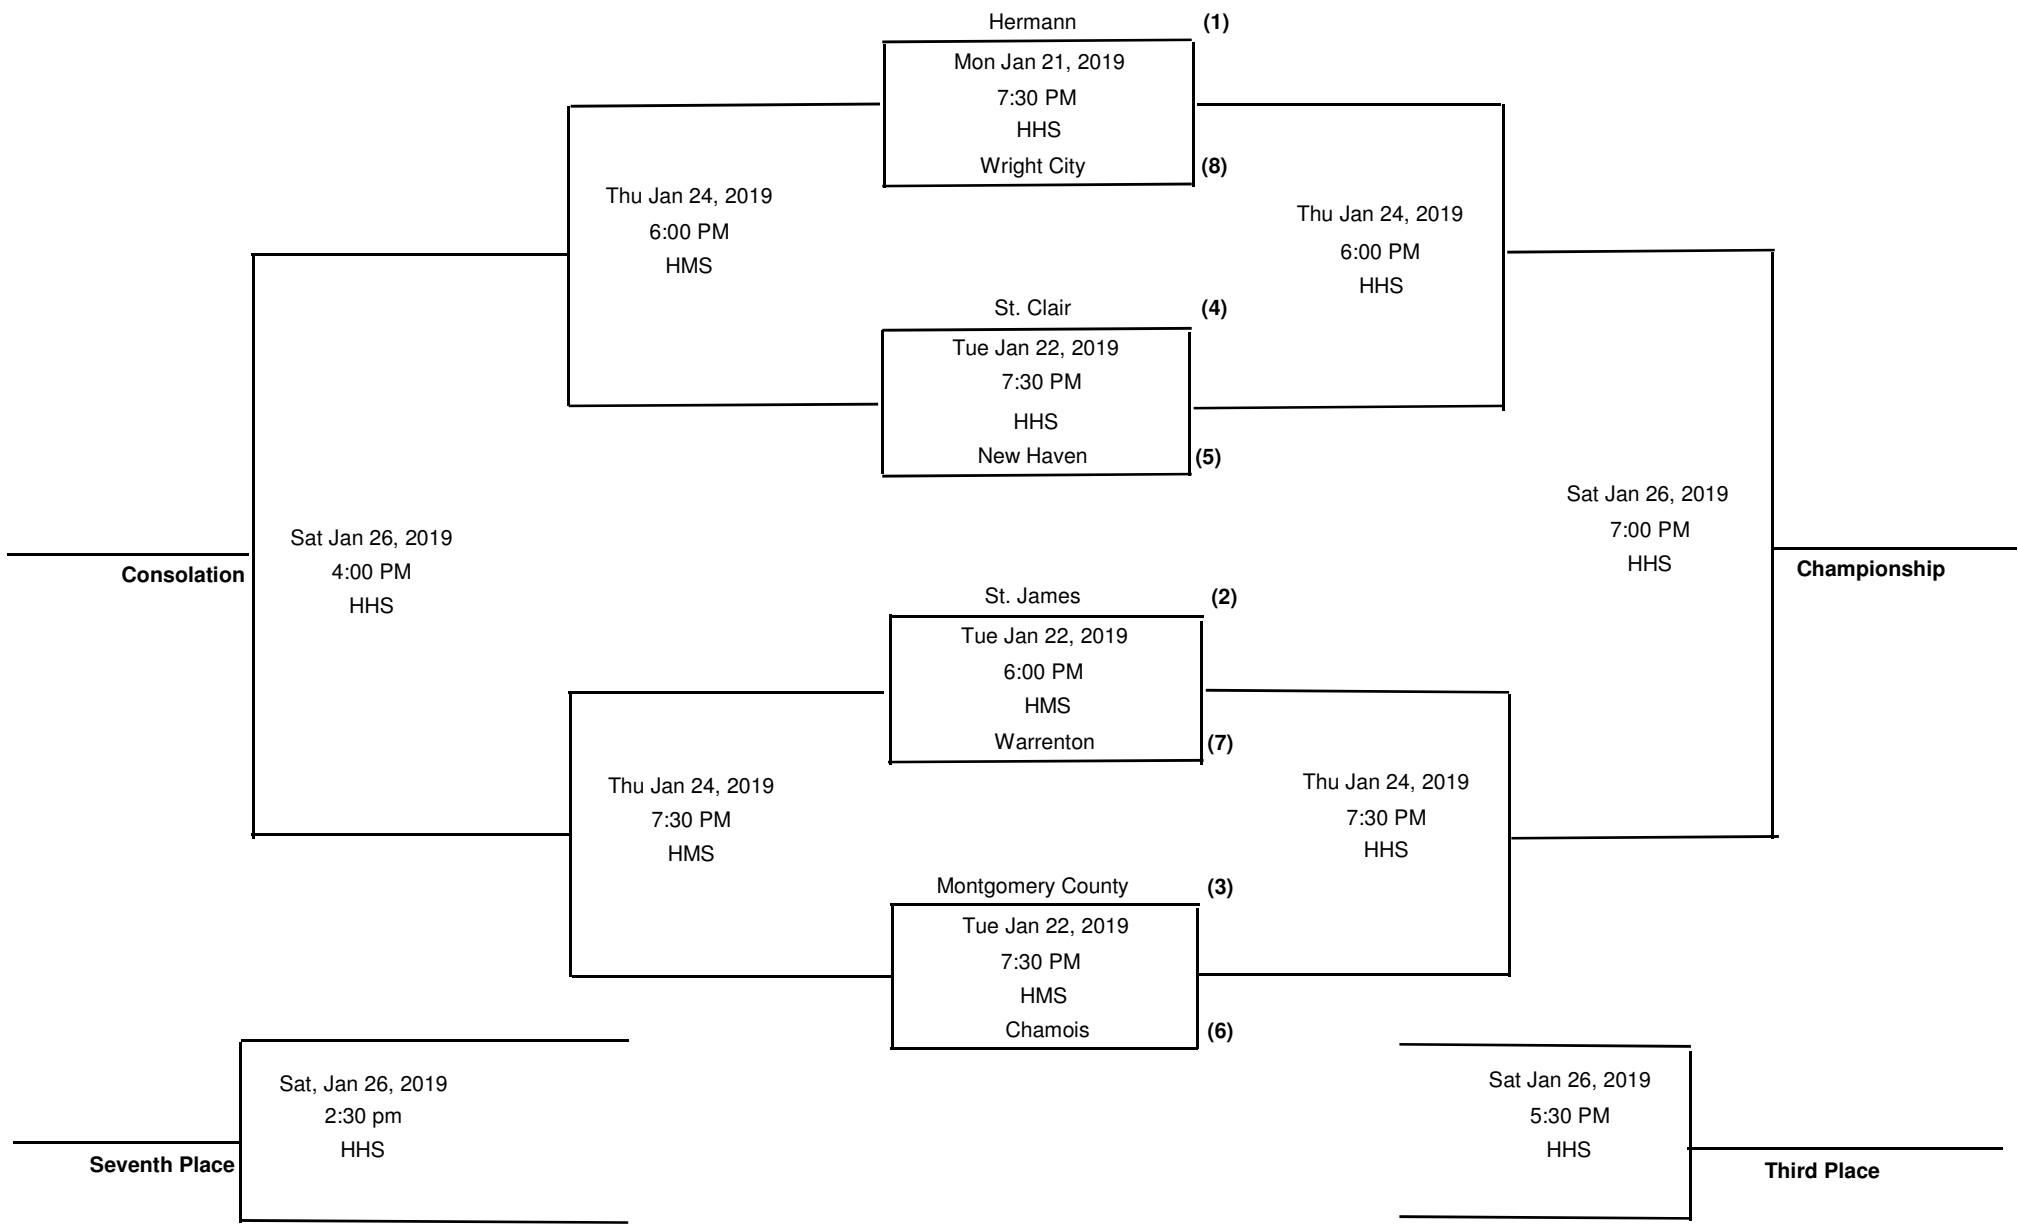 Hermann (1)
Mon Jan 21, 2019
7:30 PM
HHS
Wright City (8)
Thu Jan 24, 2019
6:00 PM
HMS
Thu Jan 24, 2019
6:00 PM
HHS
St. Clair (4)
Tue Jan 22, 2019
7:30 PM
HHS
New Haven (5)
Sat Jan 26, 2019
4:00 PM
HHS
Consolation
Sat Jan 26, 2019
7:00 PM
HHS
Championship
St. James (2)
Tue Jan 22, 2019
6:00 PM
HMS
Warrenton (7)
Thu Jan 24, 2019
7:30 PM
HMS
Thu Jan 24, 2019
7:30 PM
HHS
Montgomery County (3)
Tue Jan 22, 2019
7:30 PM
HMS
Chamois (6)
Sat, Jan 26, 2019
2:30 pm
HHS
Seventh Place
Sat Jan 26, 2019
5:30 PM
HHS
Third Place